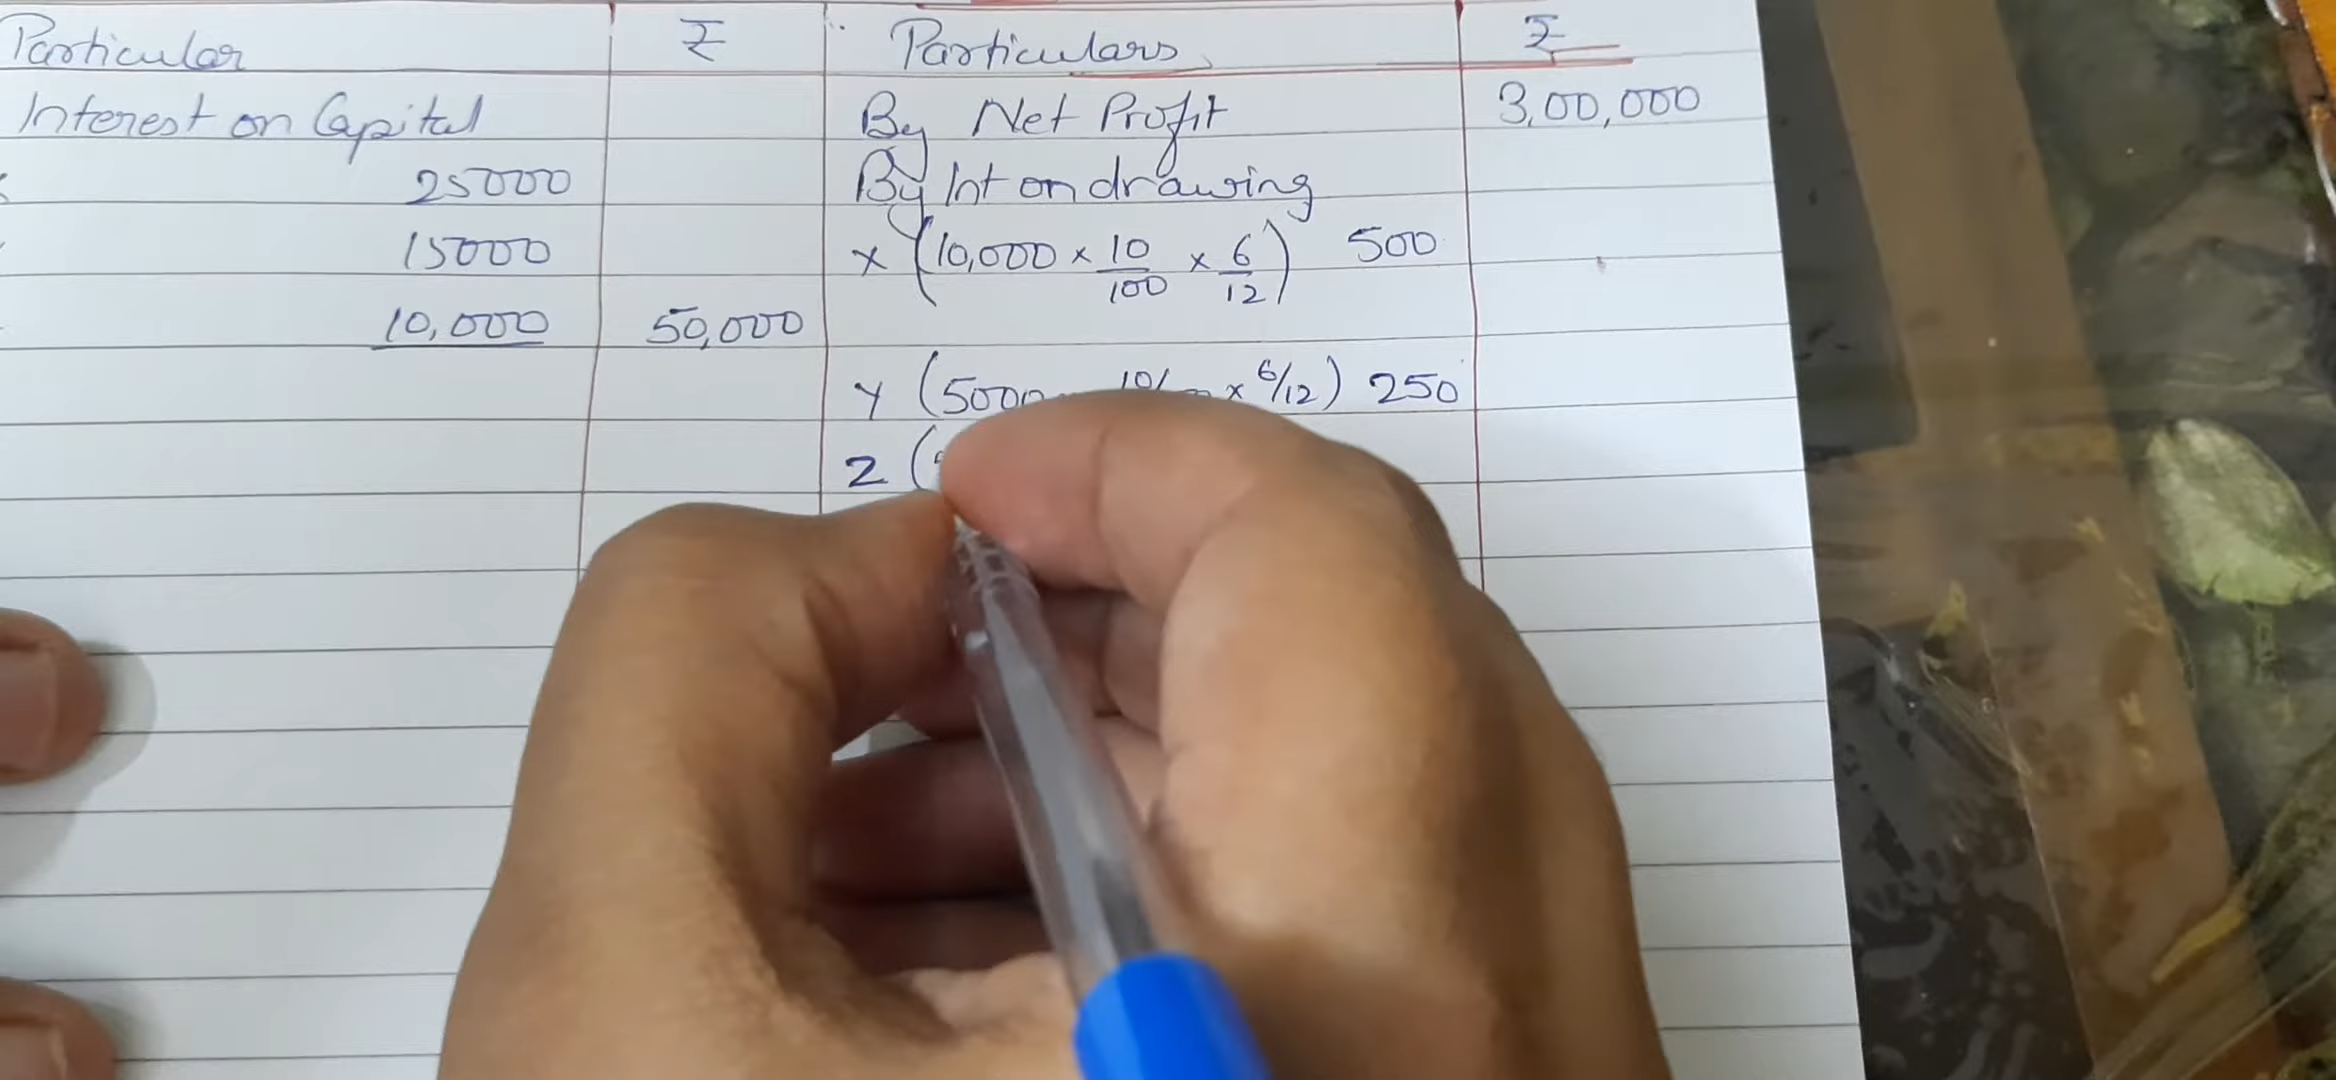 Particular ₹ Particulars ₹
Interest on Capital By Net Profit 3,00,000
25000 By Int on drawing
15000 X (10,000 × 10/100 × 6/12) 500
10,000 50,000
Y (5000 10/ × 6/12) 250
Z (